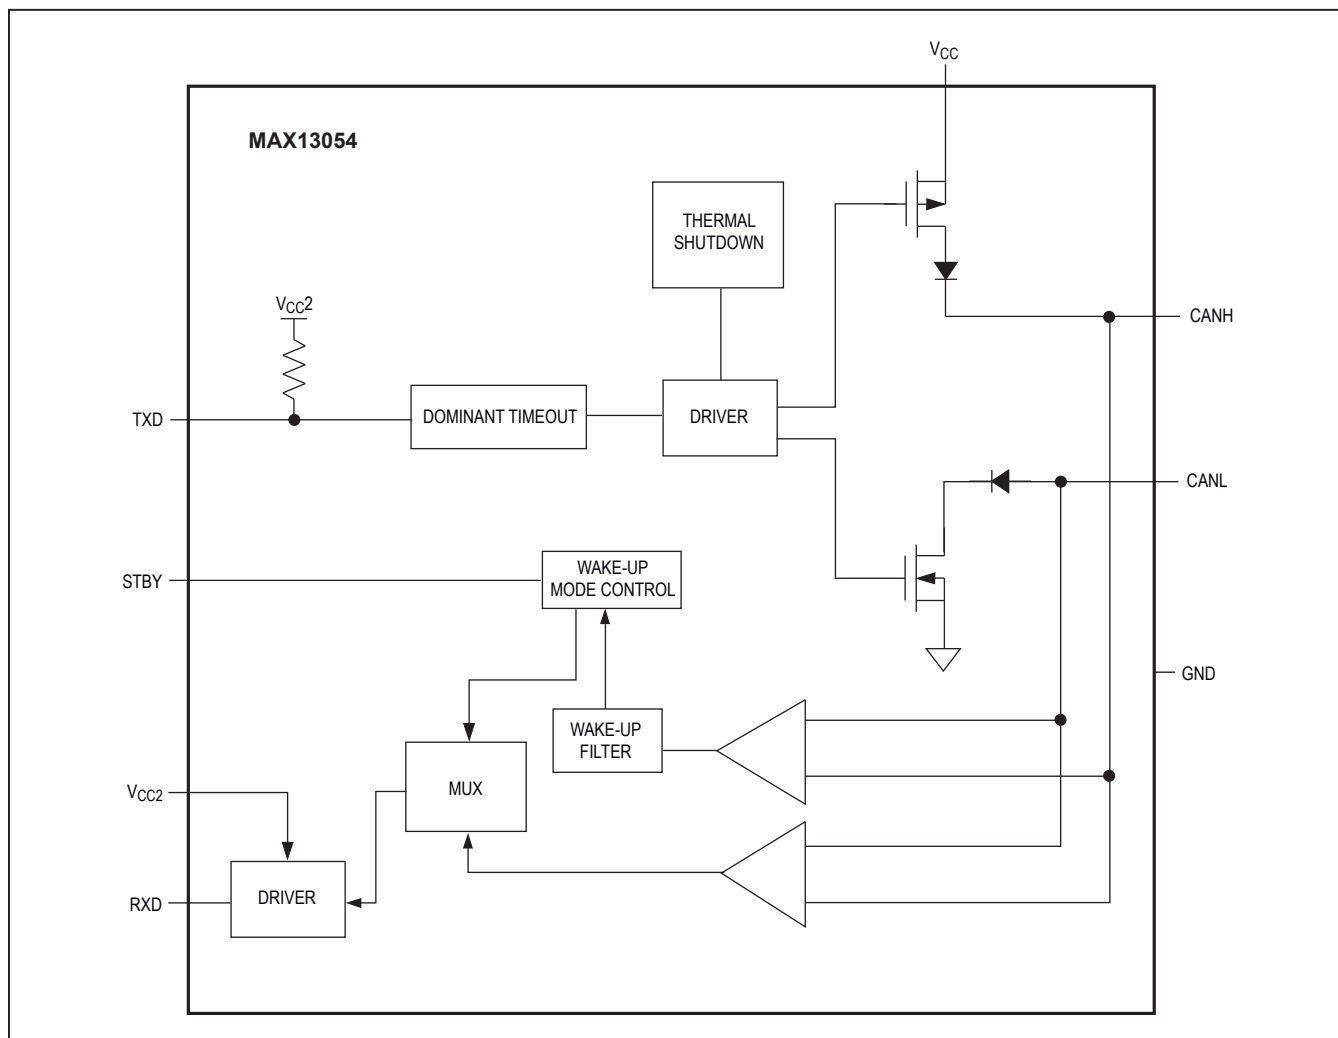 VCC
MAX13054
THERMAL
SHUTDOWN
VCC2
CANH
TXD
DOMINANT TIMEOUT
DRIVER
CANL
STBY
WAKE-UP
MODE CONTROL
GND
WAKE-UP
FILTER
VCC2
MUX
RXD
DRIVER